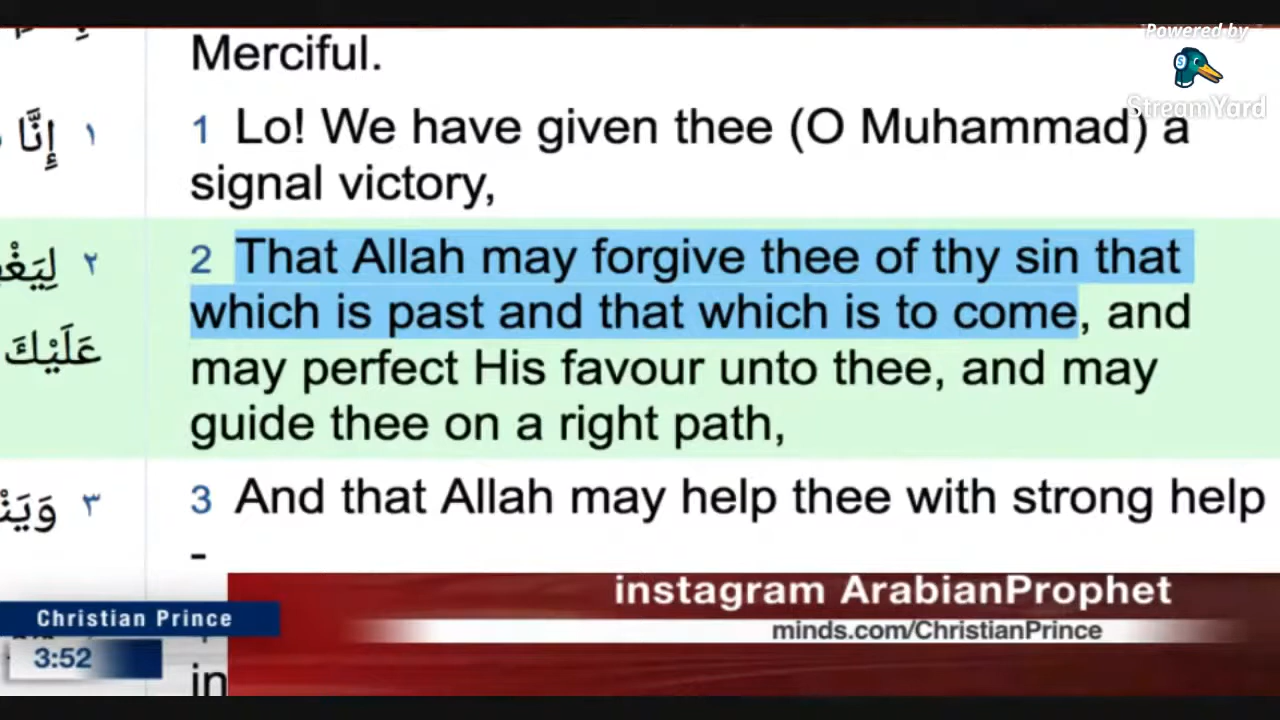 Powered by
StreamYard
Merciful.
١ إِنَّا
1 Lo! We have given thee (O Muhammad) a
signal victory,
٢
2 That Allah may forgive thee of thy sin that
which is past and that which is to come, and
عَلَيْكَ
may perfect His favour unto thee, and may
guide thee on a right path,
٣
3 And that Allah may help thee with strong help
-
instagram ArabianProphet
Christian Prince
minds.com/ChristianPrince
3:52
in